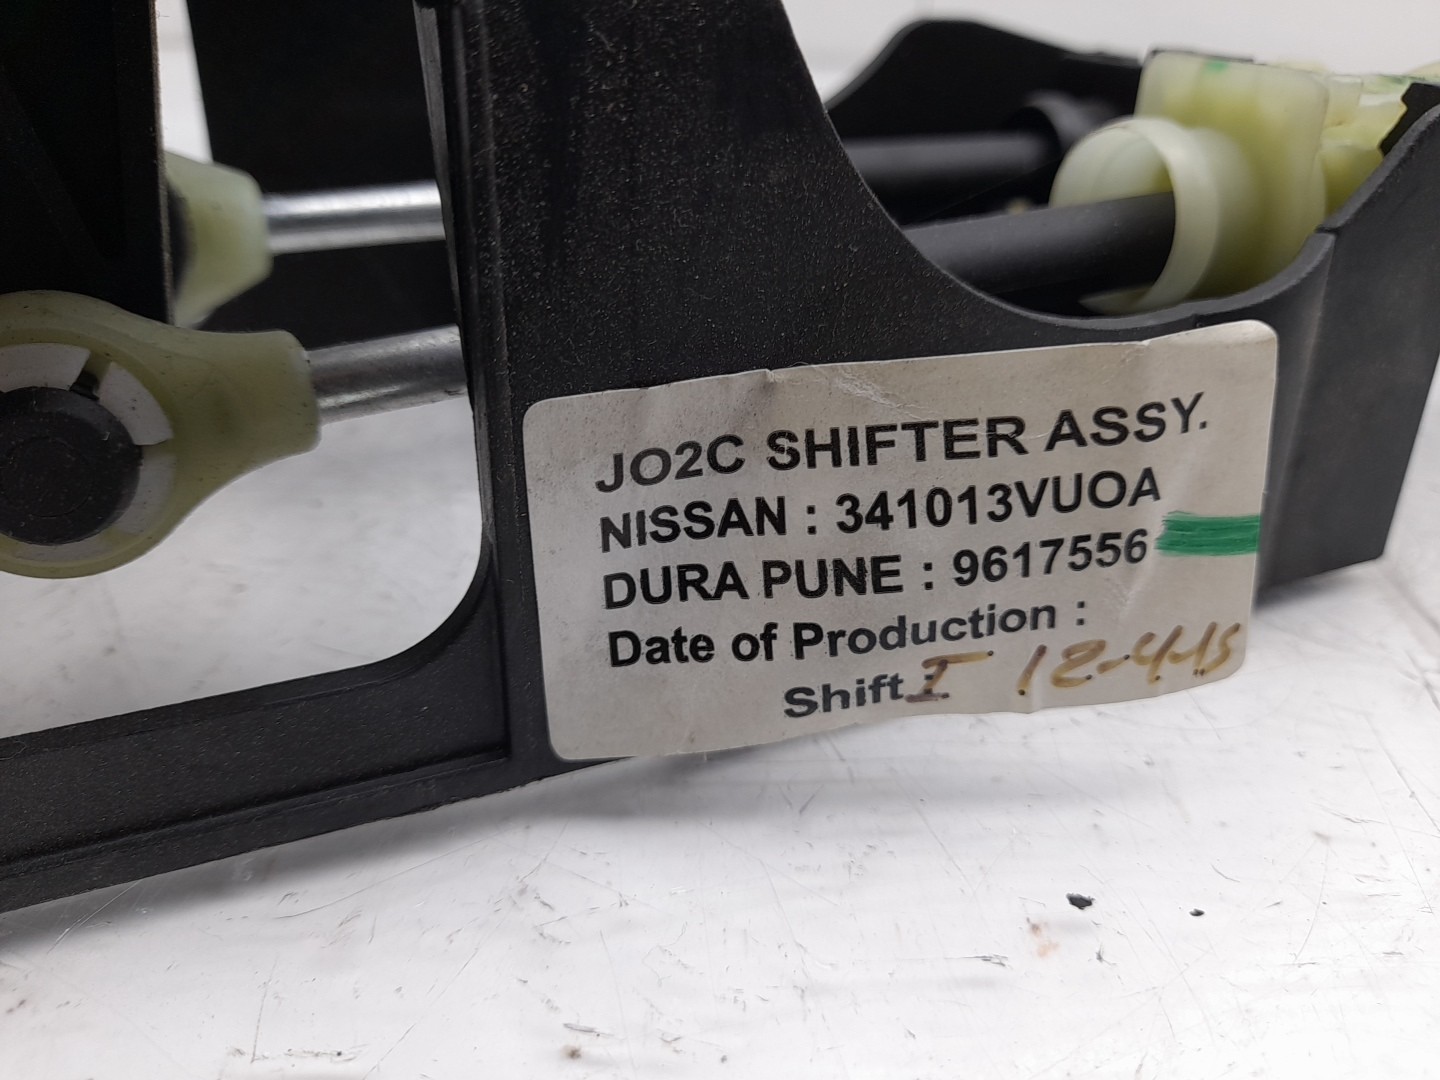 JO2C SHIFTER ASSY.
NISSAN : 341013VUOA
DURA PUNE : 9617556
Date of Production :
Shift : I 12-4-15